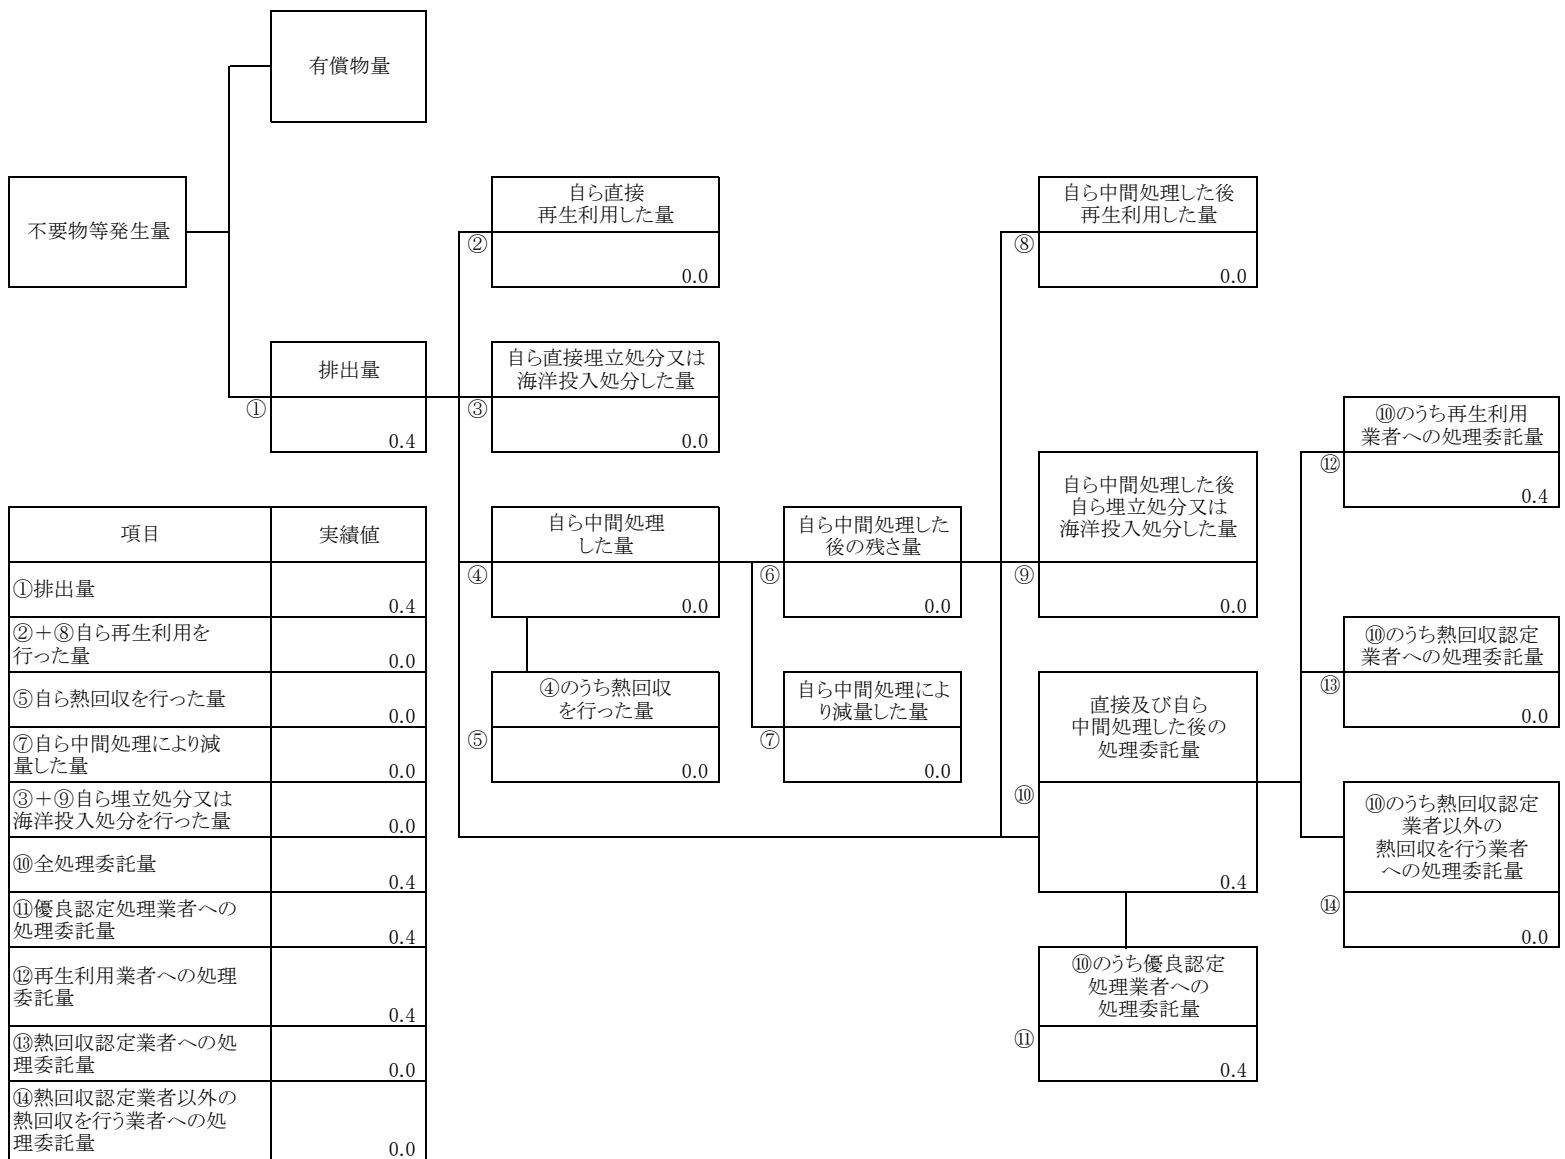 有償物量
不要物等発生量
自ら直接
再生利用した量
②
0.0
自ら中間処理した後
再生利用した量
⑧
0.0
排出量
①
0.4
自ら直接埋立処分又は
海洋投入処分した量
③
0.0
⑩のうち再生利用
業者への処理委託量
⑫
0.4
自ら中間処理
した量
④
0.0
自ら中間処理した
後の残さ量
⑥
0.0
自ら中間処理した後
自ら埋立処分又は
海洋投入処分した量
⑨
0.0
⑩のうち熱回収認定
業者への処理委託量
⑬
0.0
④のうち熱回収
を行った量
⑤
0.0
自ら中間処理によ
り減量した量
⑦
0.0
直接及び自ら
中間処理した後の
処理委託量
⑩
0.4
⑩のうち熱回収認定
業者以外の
熱回収を行う業者
への処理委託量
⑭
0.0
⑩のうち優良認定
処理業者への
処理委託量
⑪
0.4
項目 実績値
①排出量
0.4
②+⑧自ら再生利用を
行った量
0.0
⑤自ら熱回収を行った量
0.0
⑦自ら中間処理により減
量した量
0.0
③+⑨自ら埋立処分又は
海洋投入処分を行った量
0.0
⑩全処理委託量
0.4
⑪優良認定処理業者への
処理委託量
0.4
⑫再生利用業者への処理
委託量
0.4
⑬熱回収認定業者への処
理委託量
0.0
⑭熱回収認定業者以外の
熱回収を行う業者への処
理委託量
0.0